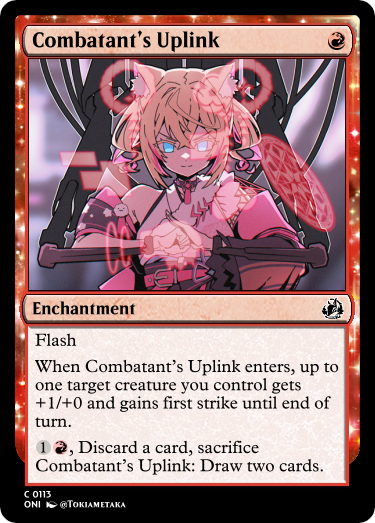 Combatant's Uplink
Enchantment
Flash
When Combatant's Uplink enters, up to
one target creature you control gets
+1/+0 and gains first strike until end of
turn.
1 , Discard a card, sacrifice
Combatant's Uplink: Draw two cards.
C 0113
ONI @TOKIAMETAKA